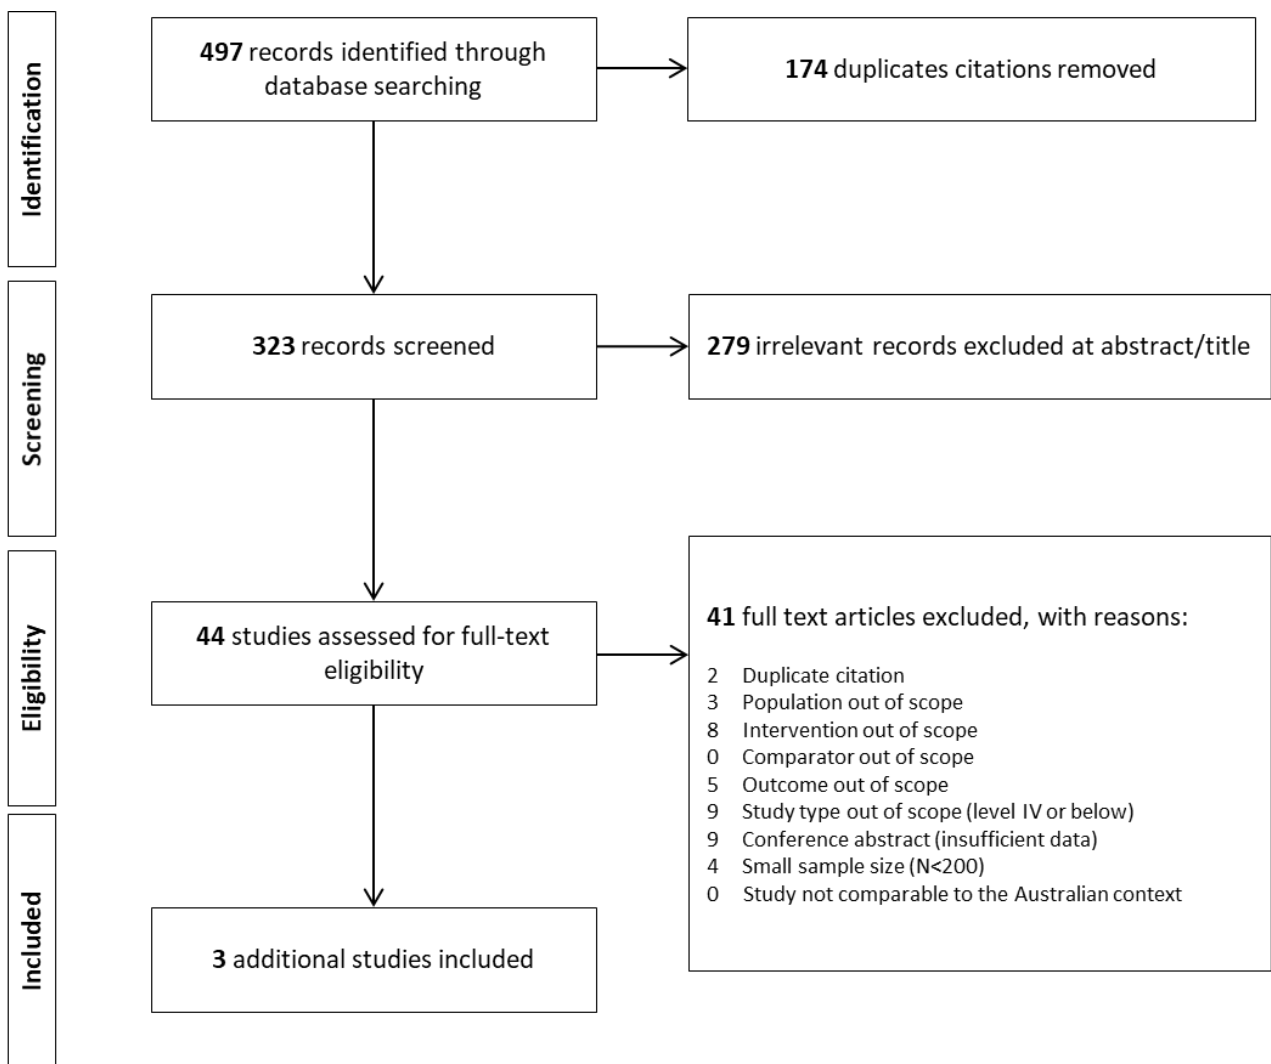 Identification
497 records identified through
database searching
174 duplicates citations removed
Screening
323 records screened
279 irrelevant records excluded at abstract/title
Eligibility
44 studies assessed for full-text
eligibility
41 full text articles excluded, with reasons:
2 Duplicate citation
3 Population out of scope
8 Intervention out of scope
0 Comparator out of scope
5 Outcome out of scope
9 Study type out of scope (level IV or below)
9 Conference abstract (insufficient data)
4 Small sample size (N<200)
0 Study not comparable to the Australian context
Included
3 additional studies included